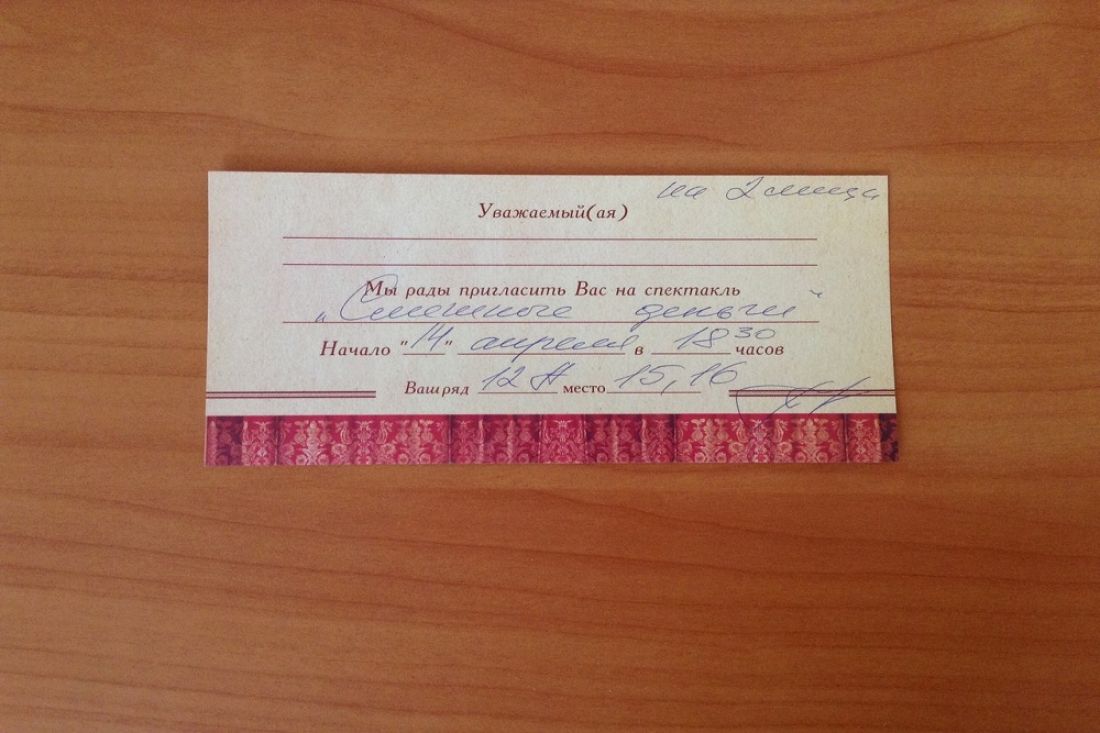 на 2 лица
Уважаемый(ая)
Мы рады пригласить Вас на спектакль
„Смешные деньги"
Начало "14" апреля в 18 30 часов
Ваш ряд 12 А место 15, 16